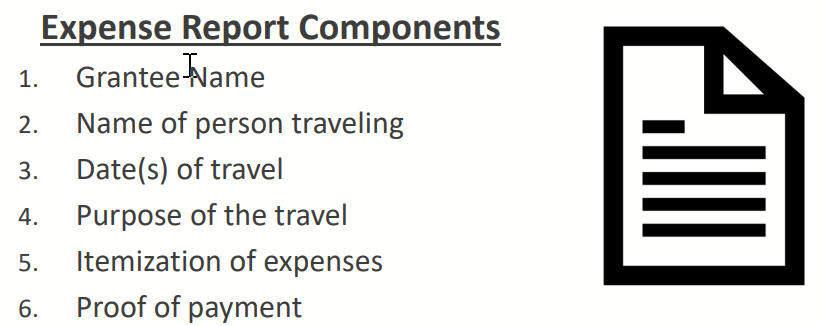 Expense Report Components
1. Grantee Name
2. Name of person traveling
3. Date(s) of travel
4. Purpose of the travel
5. Itemization of expenses
6. Proof of payment